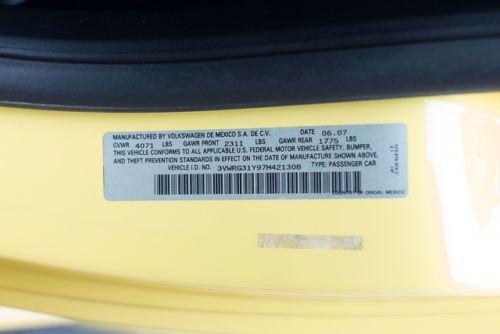 MANUFACTURED BY VOLKSWAGEN DE MEXICO S.A. DE C.V. DATE 06.07
GVWR 4071 LBS GAWR FRONT 2311 LBS GAWR REAR 1775 LBS
THIS VEHICLE CONFORMS TO ALL APPLICABLE U.S. FEDERAL MOTOR VEHICLE SAFETY, BUMPER,
AND THEFT PREVENTION STANDARDS IN EFFECT ON THE DATE OF MANUFACTURE SHOWN ABOVE.
VEHICLE I.D. NO. 3VWRG31Y97M421308 TYPE: PASSENGER CAR
COUNTRY OF ORIGIN: MEXICO